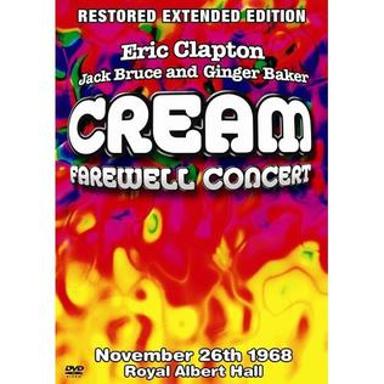 RESTORED EXTENDED EDITION
Eric Clapton
Jack Bruce and Ginger Baker
CREAM
FAREWELL CONCERT
November 26th 1968
Royal Albert Hall
DVD
VIDEO